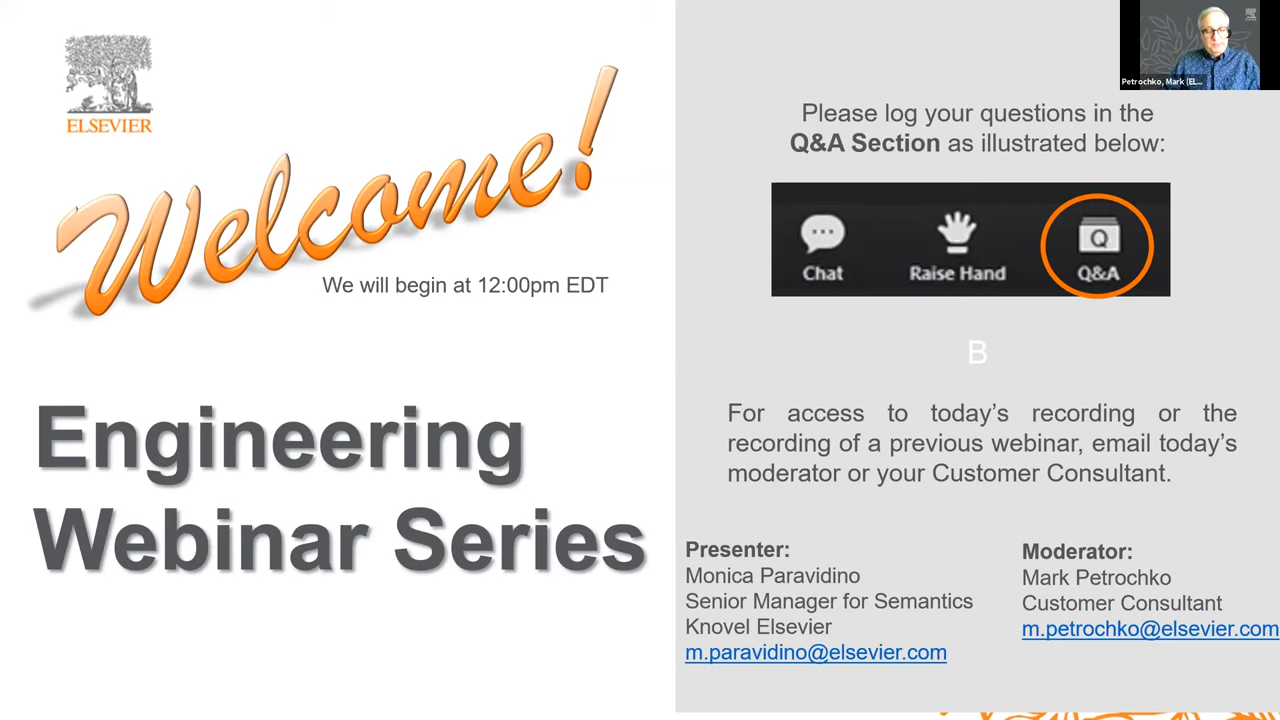 ELSEVIER
Welcome!
We will begin at 12:00pm EDT
Engineering
Webinar Series
Petrochko, Mark (EL...
Please log your questions in the
Q&A Section as illustrated below:
Chat
Raise Hand
Q
Q&A
B
For access to today's recording or the
recording of a previous webinar, email today's
moderator or your Customer Consultant.
Presenter:
Monica Paravidino
Senior Manager for Semantics
Knovel Elsevier
m.paravidino@elsevier.com
Moderator:
Mark Petrochko
Customer Consultant
m.petrochko@elsevier.com